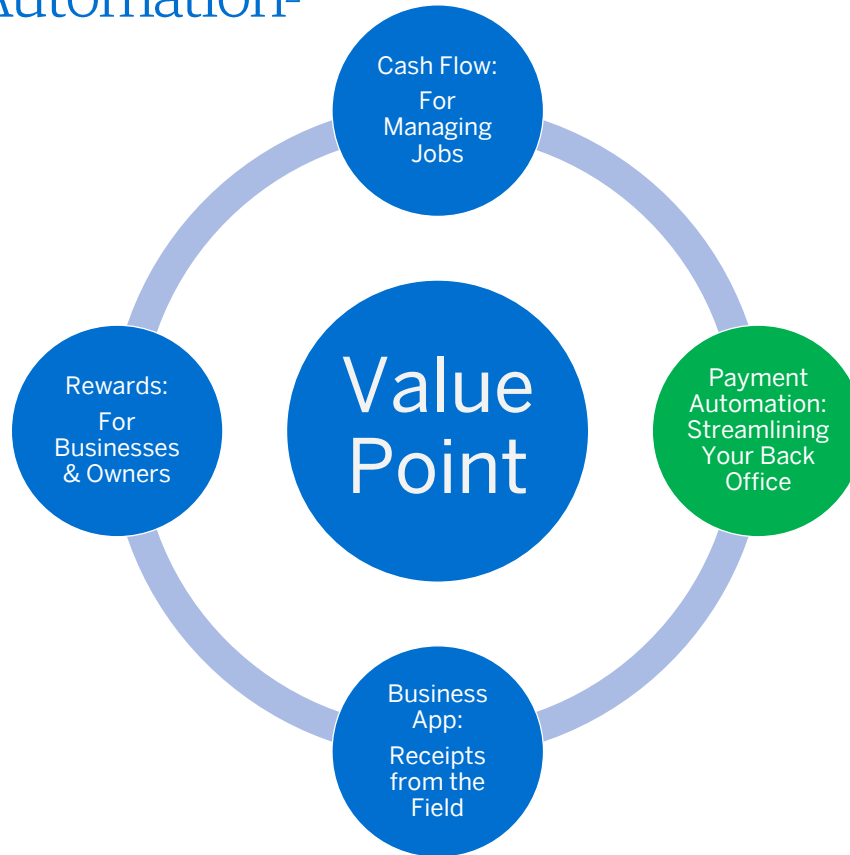 Automation-
Cash Flow:
For
Managing
Jobs
Rewards:
For
Businesses
& Owners
Value
Point
Payment
Automation:
Streamlining
Your Back
Office
Business
App:
Receipts
from the
Field